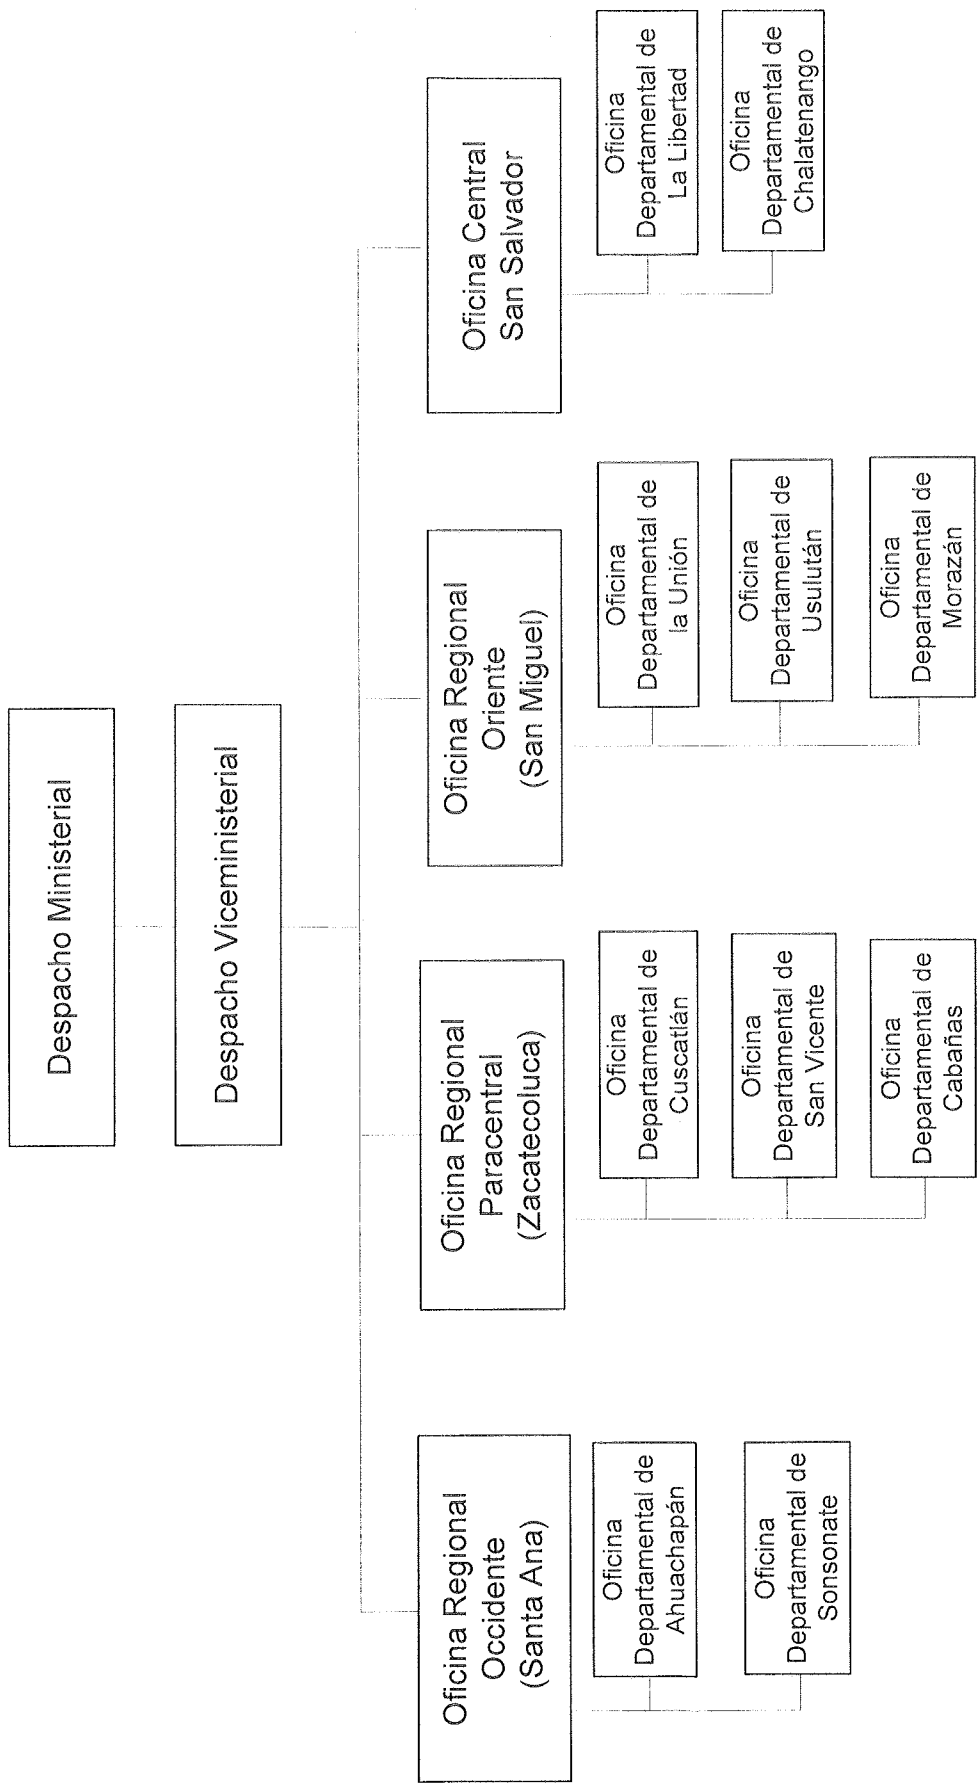 Despacho Ministerial
Despacho Viceministerial
Oficina Regional
Occidente
(Santa Ana)
Oficina
Departamental de
Ahuachapán
Oficina
Departamental de
Sonsonate
Oficina Regional
Paracentral
(Zacatecoluca)
Oficina
Departamental de
Cuscatlán
Oficina
Departamental de
San Vicente
Oficina
Departamental de
Cabañas
Oficina Regional
Oriente
(San Miguel)
Oficina
Departamental de
la Unión
Oficina
Departamental de
Usulután
Oficina
Departamental de
Morazán
Oficina Central
San Salvador
Oficina
Departamental de
La Libertad
Oficina
Departamental de
Chalatenango